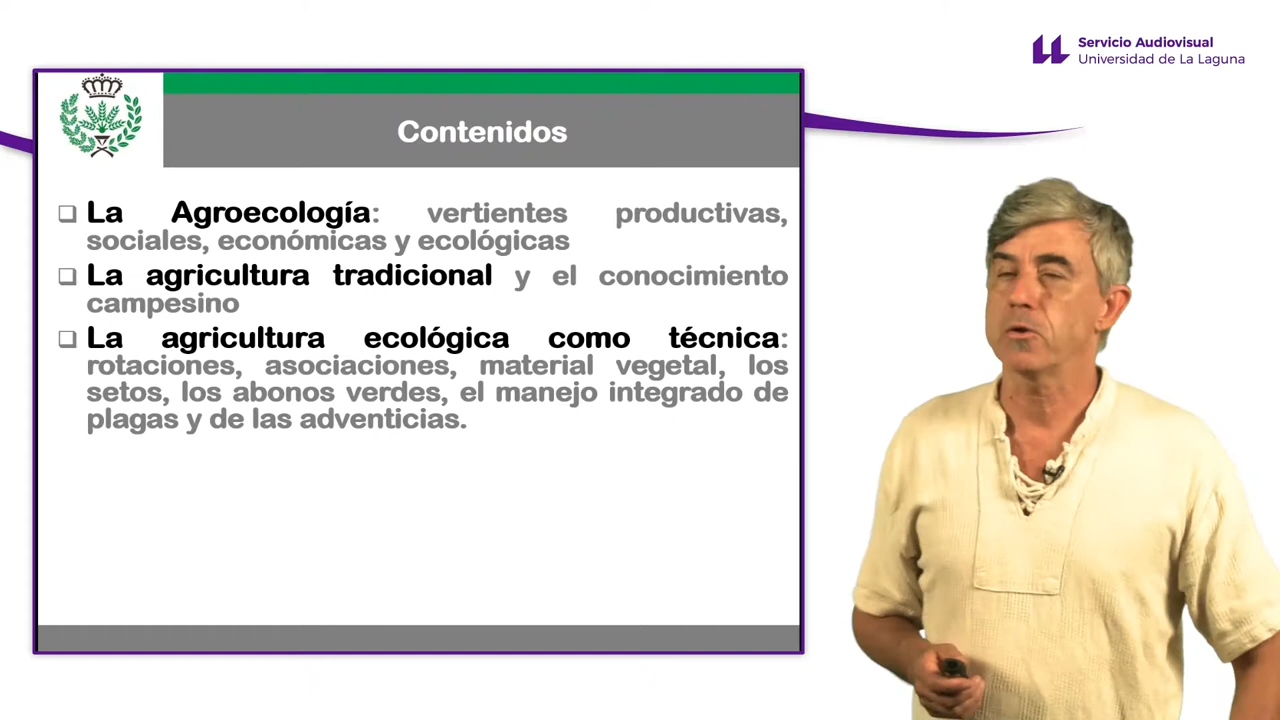 Servicio Audiovisual
Universidad de La Laguna
Contenidos
La Agroecología: vertientes productivas,
sociales, económicas y ecológicas
La agricultura tradicional y el conocimiento
campesino
La agricultura ecológica como técnica:
rotaciones, asociaciones, material vegetal, los
setos, los abonos verdes, el manejo integrado de
plagas y de las adventicias.